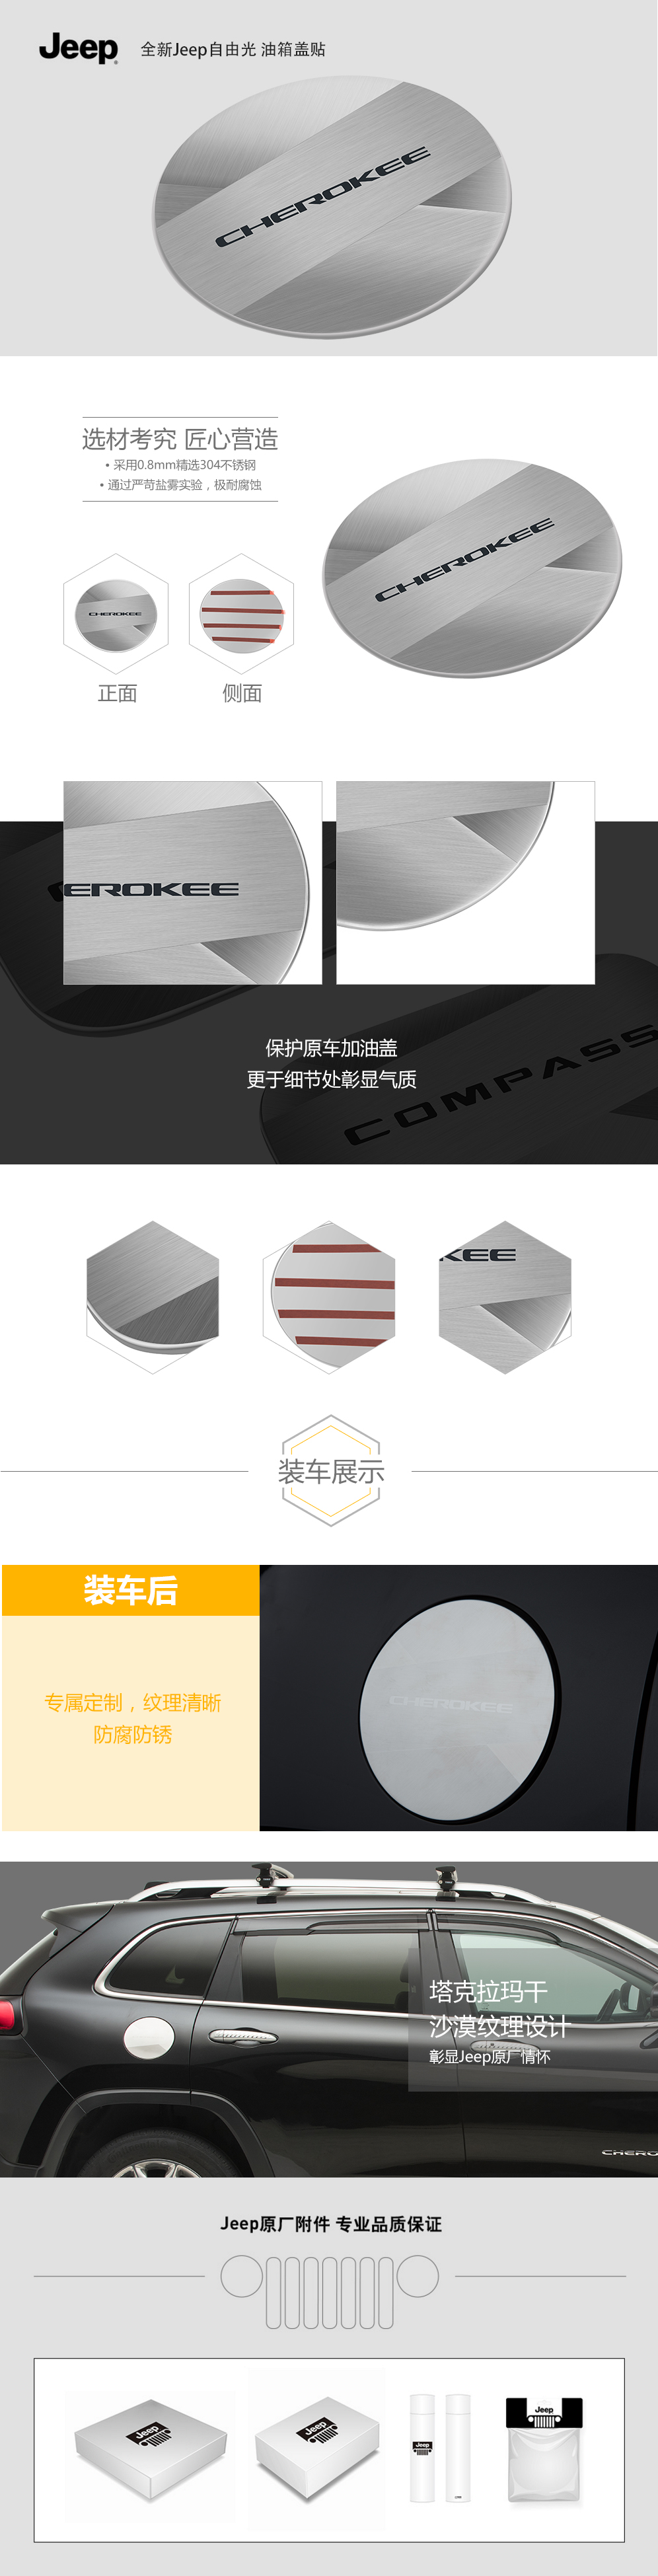 Jeep 全新Jeep自由光 油箱盖贴
CHEROKEE
选材考究 匠心营造
• 采用0.8mm精选304不锈钢
• 通过严苛盐雾实验，极耐腐蚀
CHEROKEE
CHEROKEE
正面 侧面
EROKEE
保护原车加油盖
更于细节处彰显气质
COMPASS
KEE
装车展示
装车后
专属定制，纹理清晰
防腐防锈
CHEROKEE
塔克拉玛干
沙漠纹理设计
彰显Jeep原厂情怀
CHERO
Jeep原厂附件 专业品质保证
Jeep
Jeep
Jeep
Jeep